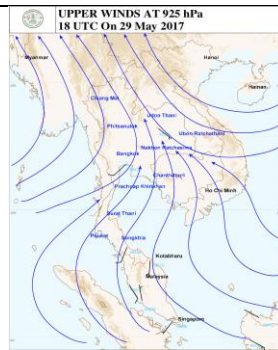 UPPER WINDS AT 925 hPa
18 UTC On 29 May 2017
Myanmar
Hanoi
Hainan
Chiang Mai
Udon Thani
Phitsanulok
Ubon Ratchathani
Nakhon Ratchasima
Bangkok
Chanthaburi
Prachuap Khirikhan
Ho Chi Minh
Surat Thani
Phuket
Songkhla
Kotabharu
Malaysia
Singapore